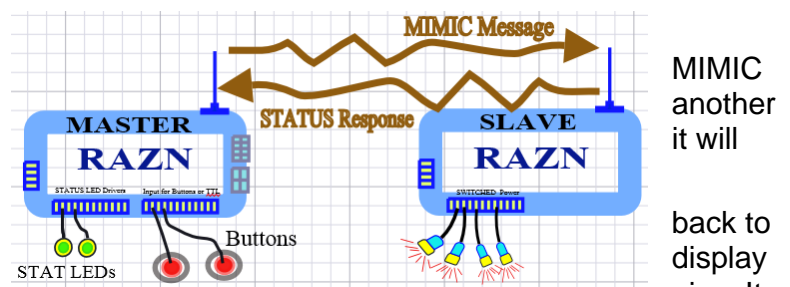 MIMIC Message
STATUS Response
MASTER
RAZN
STATUS LED Drivers
Input for Buttons or TTL
STAT LEDs
Buttons
SLAVE
RAZN
SWITCHED Power
MIMIC
another
it will
back to
display